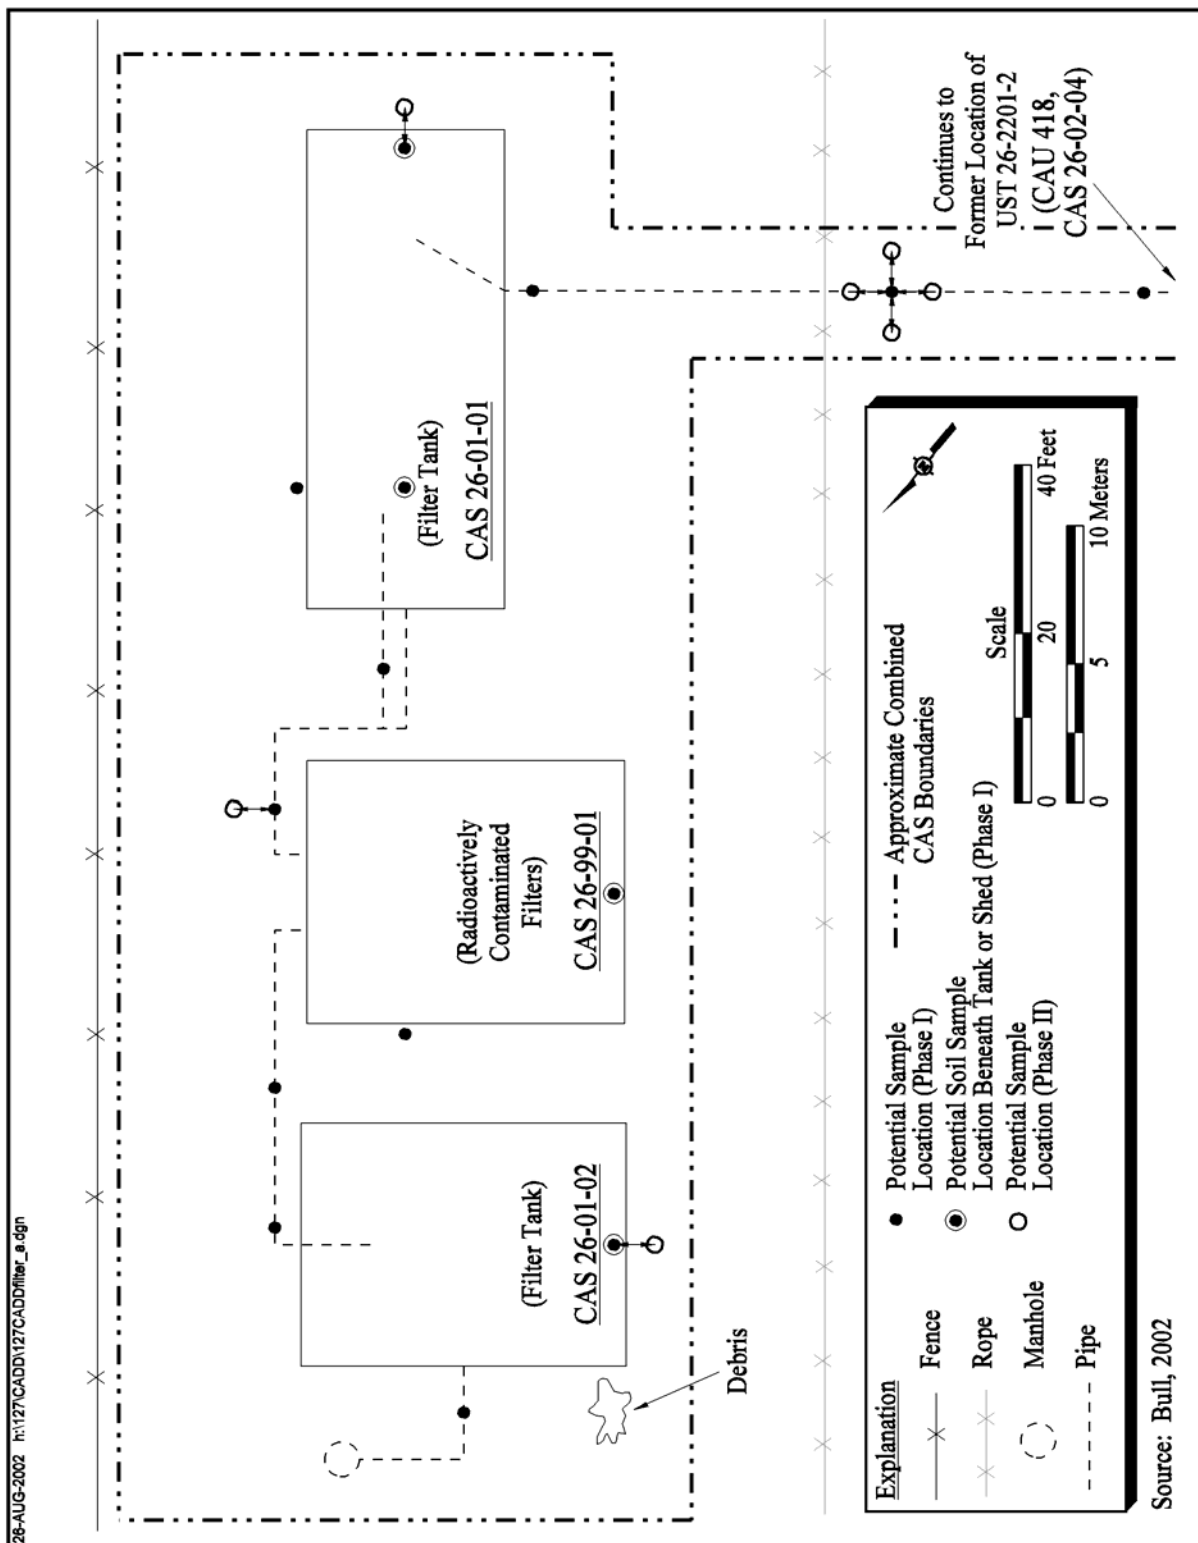 26-AUG-2002 h:\127\CADD\127CADDfilter_a.dgn
Continues to
Former Location of
UST 26-2201-2
(CAU 418,
CAS 26-02-04)
(Filter Tank)
CAS 26-01-01
(Radioactively
Contaminated
Filters)
CAS 26-99-01
(Filter Tank)
CAS 26-01-02
Debris
Explanation
Fence
Rope
Manhole
Pipe
Potential Sample
Location (Phase I)
Potential Soil Sample
Location Beneath Tank or Shed (Phase I)
Potential Sample
Location (Phase II)
Approximate Combined
CAS Boundaries
Scale
0 20 40 Feet
0 5 10 Meters
Source: Bull, 2002